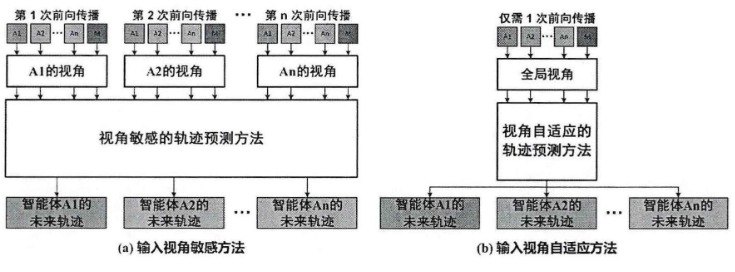 第 1 次前向传播 第 2 次前向传播 ··· 第 n 次前向传播
A1 A2 ··· An M A1 A2 ··· An M A1 A2 ··· An M
A1的视角 A2的视角 An的视角
视角敏感的轨迹预测方法
智能体A1的 智能体A2的 ··· 智能体An的
未来轨迹 未来轨迹 未来轨迹
(a) 输入视角敏感方法
仅需 1 次前向传播
A1 A2 ··· An M
全局视角
视角自适应的
轨迹预测方法
智能体A1的 智能体A2的 ··· 智能体An的
未来轨迹 未来轨迹 未来轨迹
(b) 输入视角自适应方法